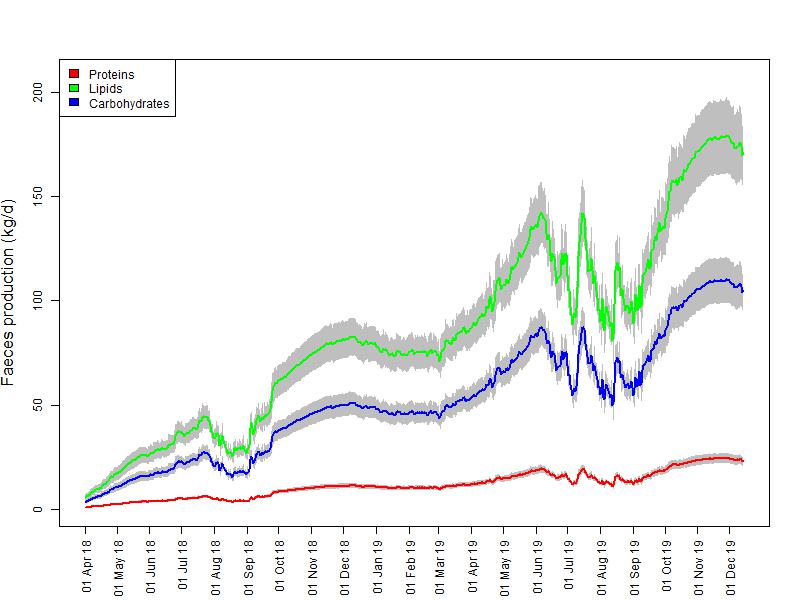 Proteins
Lipids
Carbohydrates
Faeces production (kg/d)
200
150
100
50
0
01 Apr 18
01 May 18
01 Jun 18
01 Jul 18
01 Aug 18
01 Sep 18
01 Oct 18
01 Nov 18
01 Dec 18
01 Jan 19
01 Feb 19
01 Mar 19
01 Apr 19
01 May 19
01 Jun 19
01 Jul 19
01 Aug 19
01 Sep 19
01 Oct 19
01 Nov 19
01 Dec 19